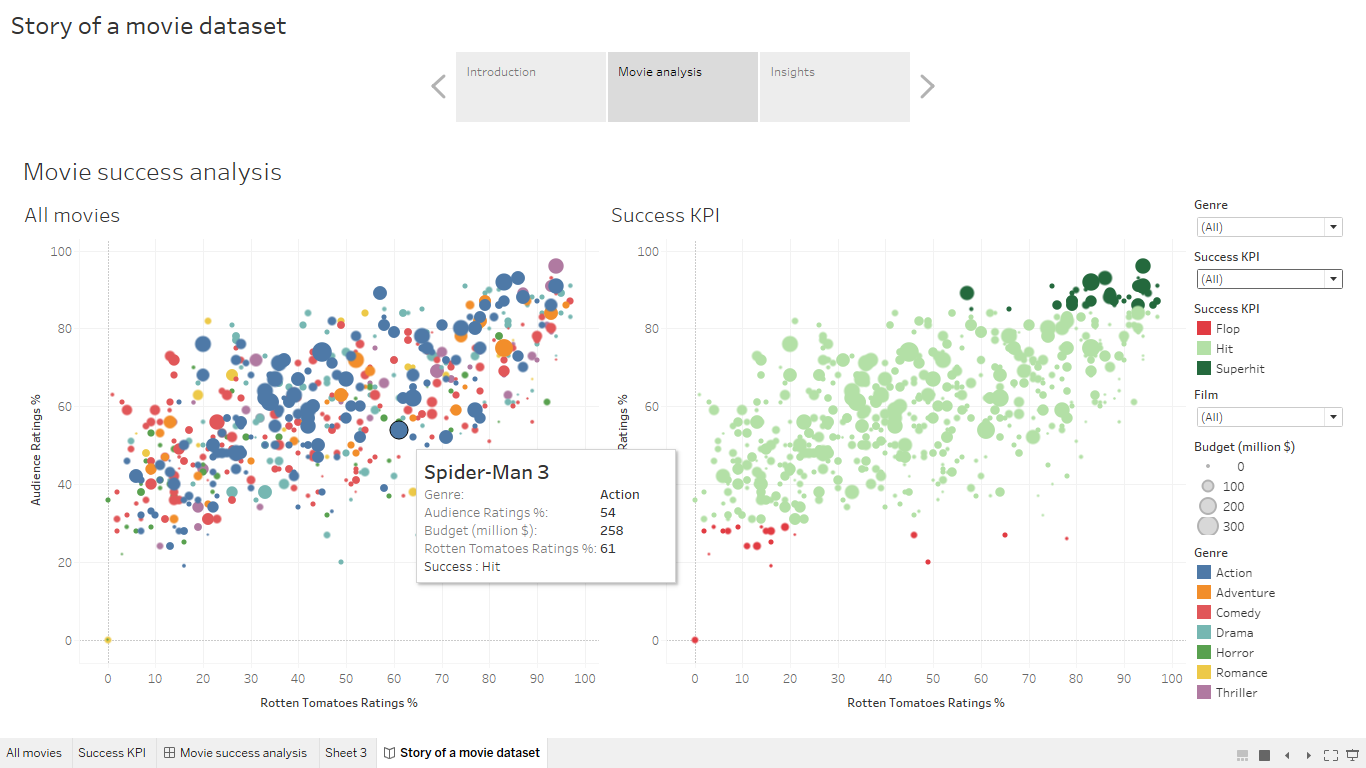 Story of a movie dataset
Introduction
Movie analysis
Insights
Movie success analysis
All movies
Success KPI
100
80
60
40
20
0
Audience Ratings %
0 10 20 30 40 50 60 70 80 90 100
Rotten Tomatoes Ratings %
Spider-Man 3
Genre: Action
Audience Ratings %: 54
Budget (million $): 258
Rotten Tomatoes Ratings %: 61
Success : Hit
100
80
60
0
Ratings %
0 10 20 30 40 50 60 70 80 90 100
Rotten Tomatoes Ratings %
Genre
(All)
Success KPI
(All)
Success KPI
Flop
Hit
Superhit
Film
(All)
Budget (million $)
0
100
200
300
Genre
Action
Adventure
Comedy
Drama
Horror
Romance
Thriller
All movies Success KPI Movie success analysis Sheet 3 Story of a movie dataset